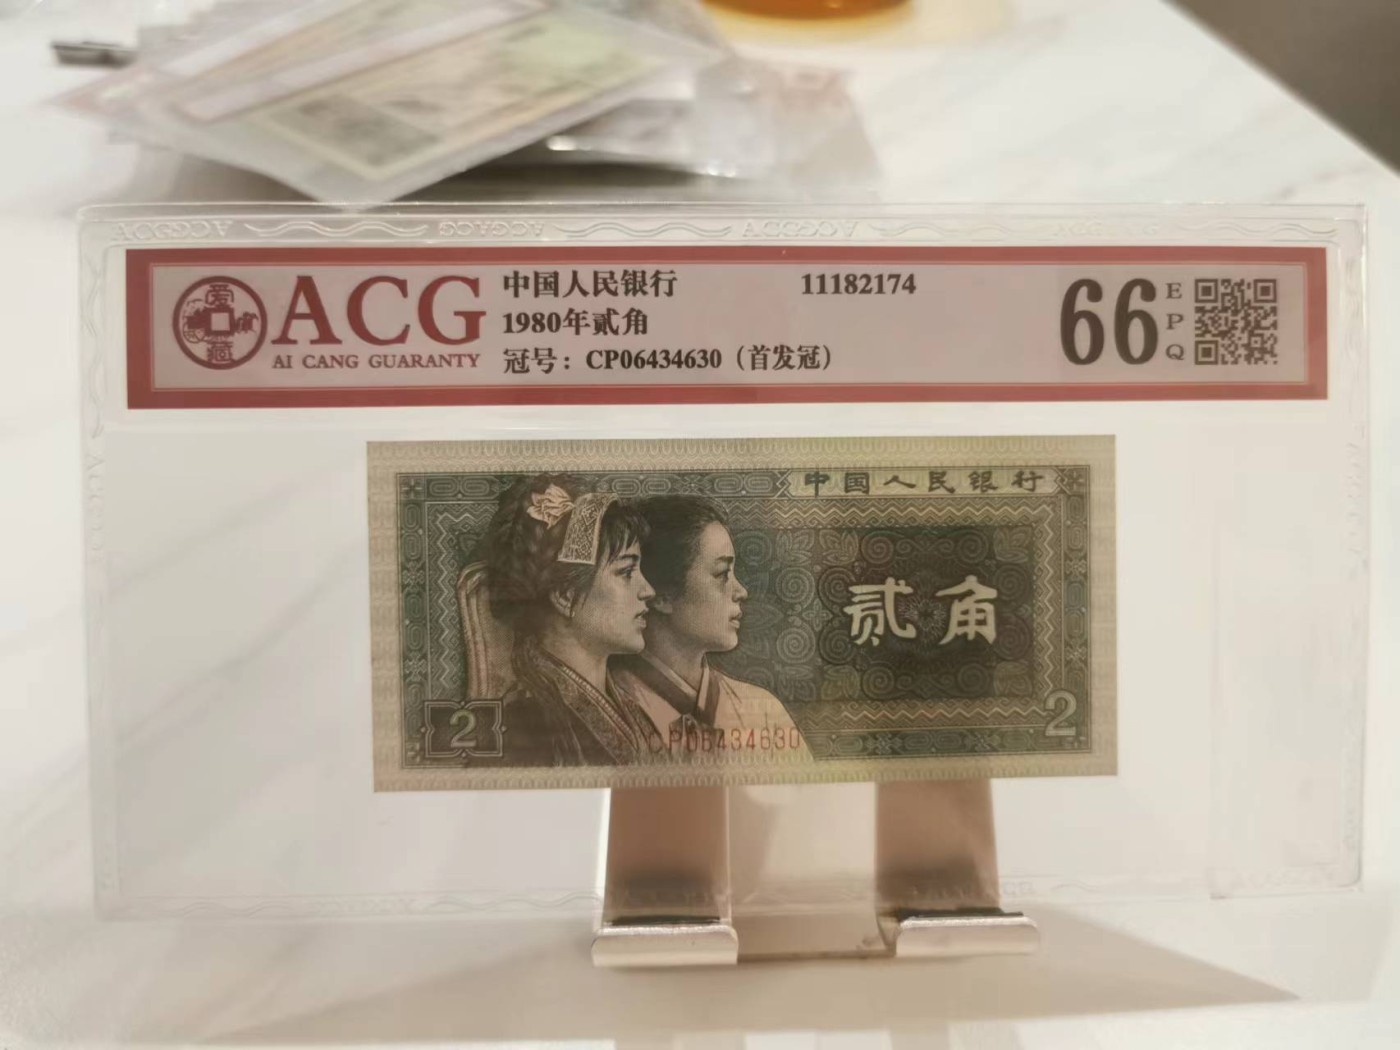 ACG
AI CANG GUARANTY
中国人民银行
11182174
1980年贰角
冠号：CP06434630（首发冠）
66
EPQ
中国人民银行
贰角
2
2
CP06434630